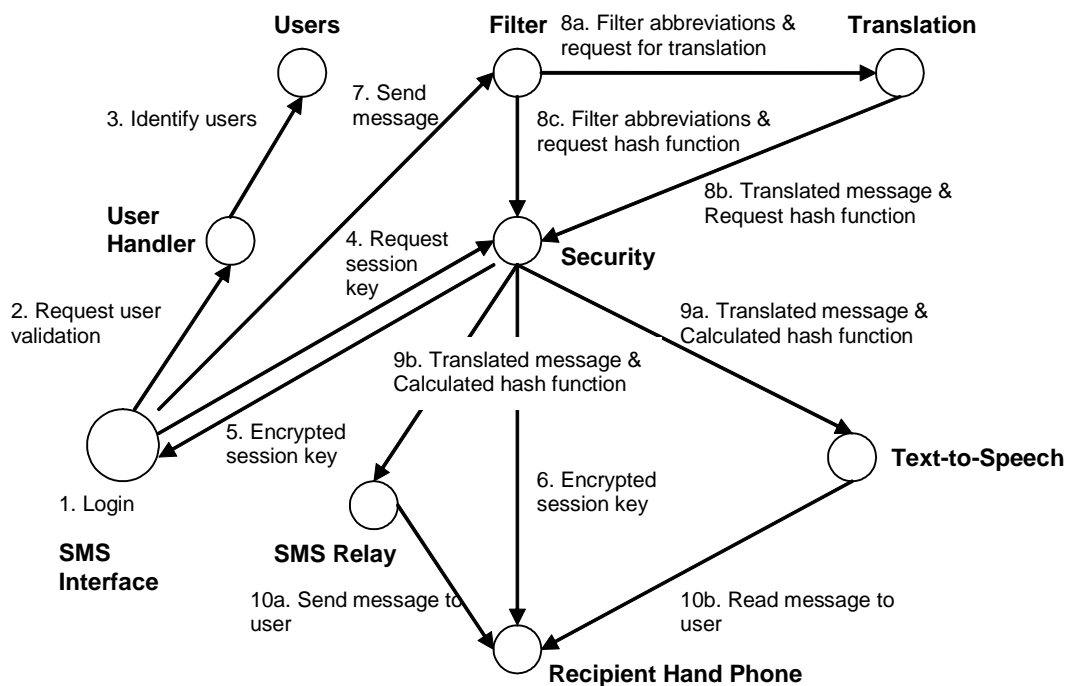 Users
Filter
8a. Filter abbreviations &
request for translation
Translation
7. Send
message
3. Identify users
8c. Filter abbreviations &
request hash function
8b. Translated message &
Request hash function
User
Handler
4. Request
session
key
Security
2. Request user
validation
9a. Translated message &
Calculated hash function
9b. Translated message &
Calculated hash function
5. Encrypted
session key
6. Encrypted
session key
Text-to-Speech
1. Login
SMS
Interface
SMS Relay
10a. Send message to
user
10b. Read message to
user
Recipient Hand Phone